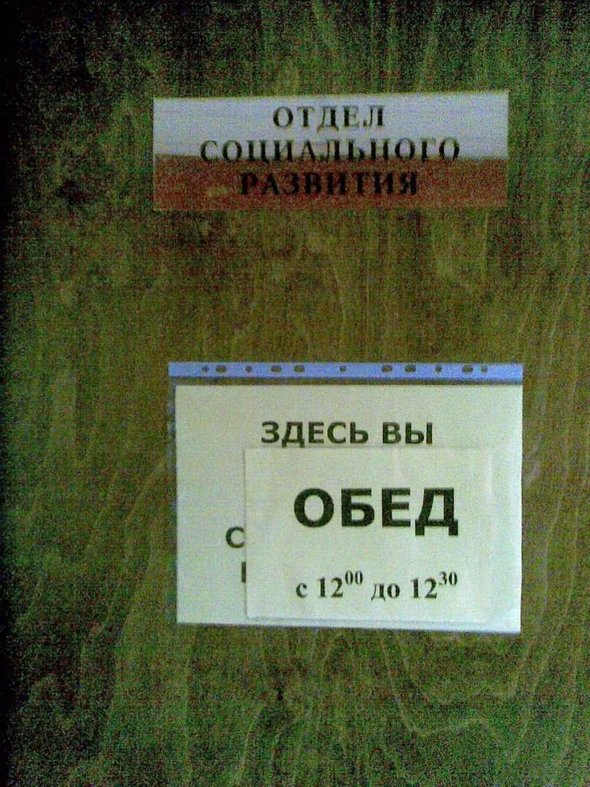 ОТДЕЛ
СОЦИАЛЬНОГО
РАЗВИТИЯ
ЗДЕСЬ ВЫ
ОБЕД
с 12⁰⁰ до 12³⁰